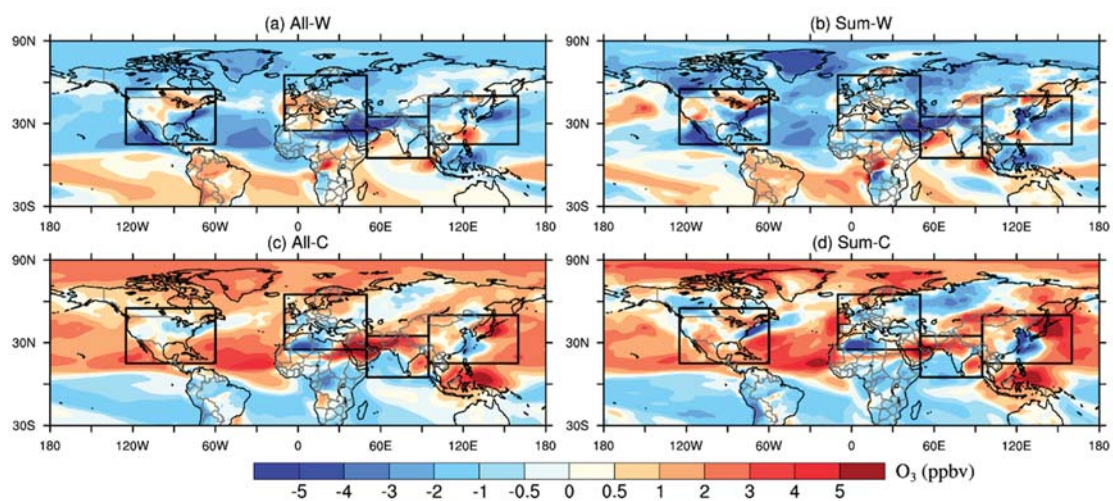 (a) All-W (b) Sum-W
90N 90N
30N 30N
30S 30S
180 120W 60W 0 60E 120E 180 180 120W 60W 0 60E 120E 180
(c) All-C (d) Sum-C
90N 90N
30N 30N
30S 30S
180 120W 60W 0 60E 120E 180 180 120W 60W 0 60E 120E 180
-5 -4 -3 -2 -1 -0.5 0 0.5 1 2 3 4 5 O₃ (ppbv)